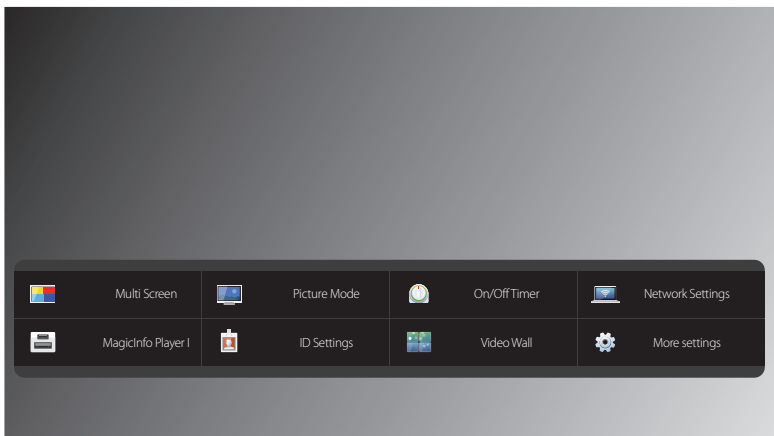 Multi Screen
Picture Mode
On/Off Timer
Network Settings
MagicInfo Player I
ID Settings
Video Wall
More settings